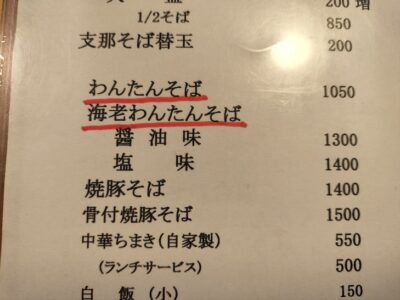 200 増
1/2そば 850
支那そば替玉 200
わんたんそば 1050
海老わんたんそば
醤油味 1300
塩味 1400
焼豚そば 1400
骨付焼豚そば 1500
中華ちまき(自家製) 550
(ランチサービス) 500
白飯(小) 150